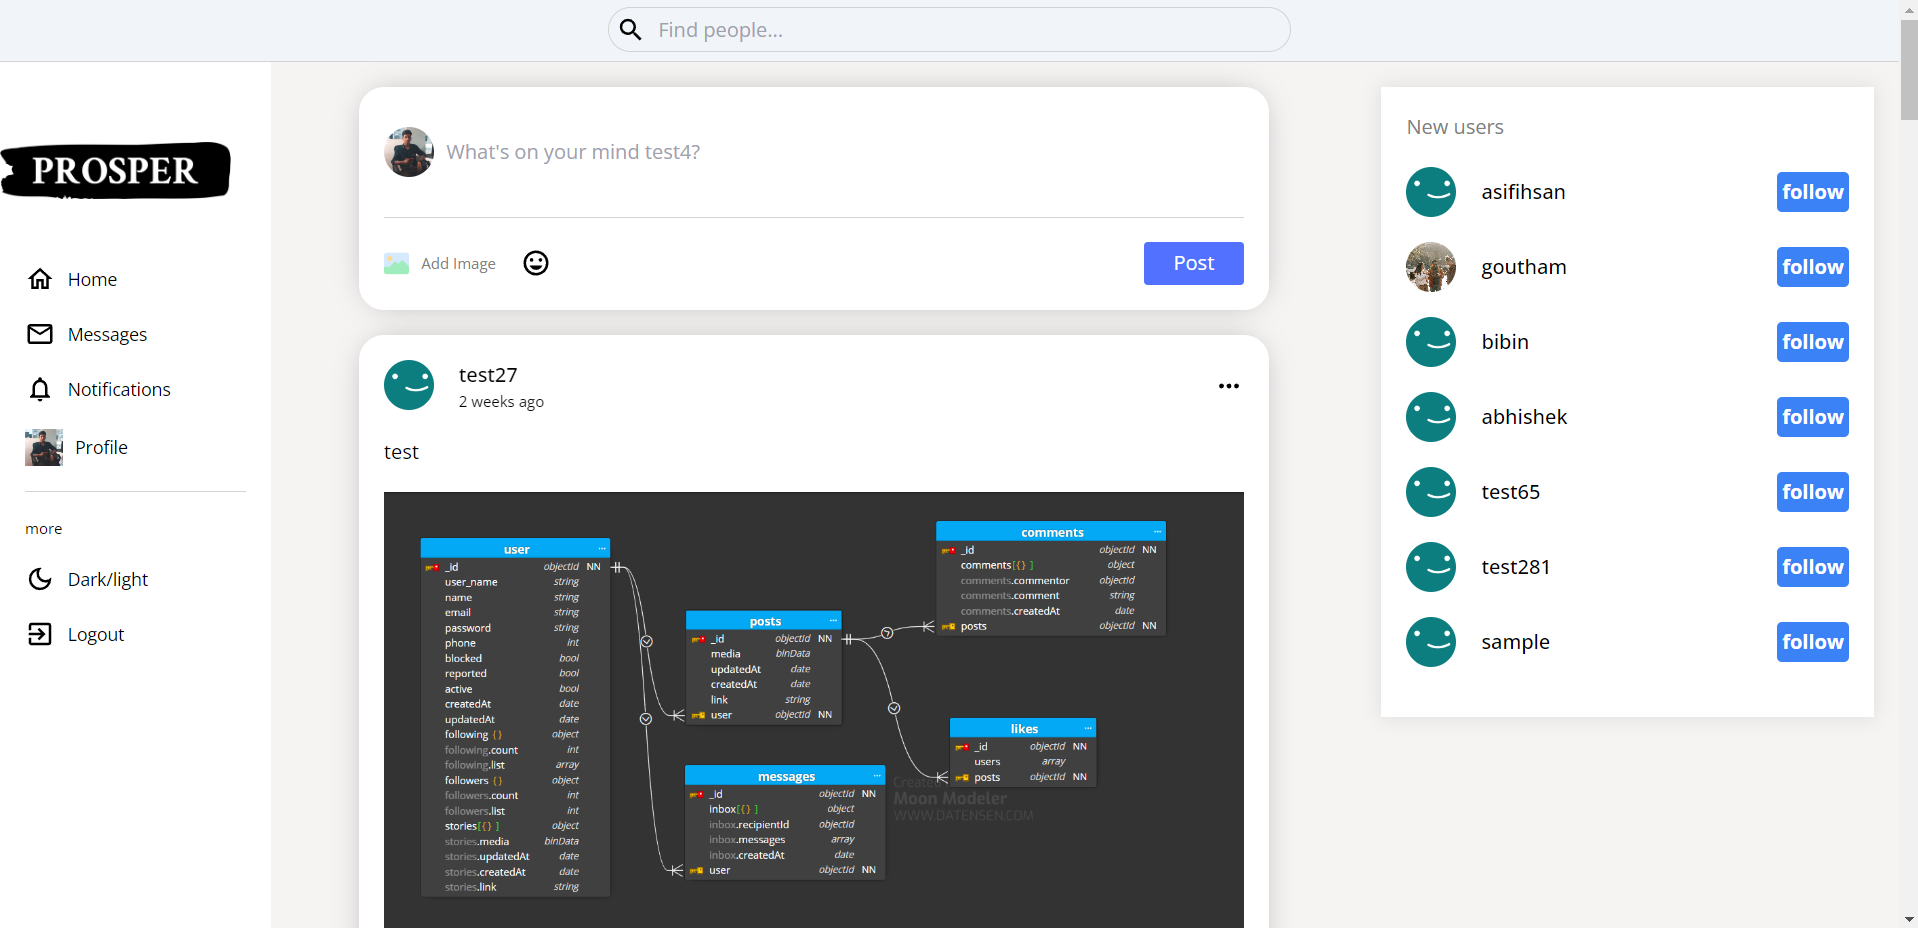 Find people...
PROSPER
Home
Messages
Notifications
Profile
more
Dark/light
Logout
What's on your mind test4?
Add Image
Post
test27
2 weeks ago
test
user
_id objectId NN
user_name string
name string
email string
password string
phone int
blocked bool
reported bool
active bool
createdAt date
updatedAt date
following {} object
following.count int
following.list array
followers {} object
followers.count int
followers.list int
stories[{} ] object
stories.media binData
stories.updatedAt date
stories.createdAt date
stories.link string
posts
_id objectId NN
media binData
updatedAt date
createdAt date
link string
user objectId NN
messages
_id objectId NN
inbox[{} ] object
inbox.recipientId objectId
inbox.messages array
inbox.createdAt date
user objectId NN
comments
_id objectId NN
comments[{} ] object
comments.commentor objectId
comments.comment string
comments.createdAt date
posts objectId NN
likes
_id objectId NN
users array
posts objectId NN
Created
Moon Modeler
WWW.DATENSEN.COM
New users
asifihsan follow
goutham follow
bibin follow
abhishek follow
test65 follow
test281 follow
sample follow